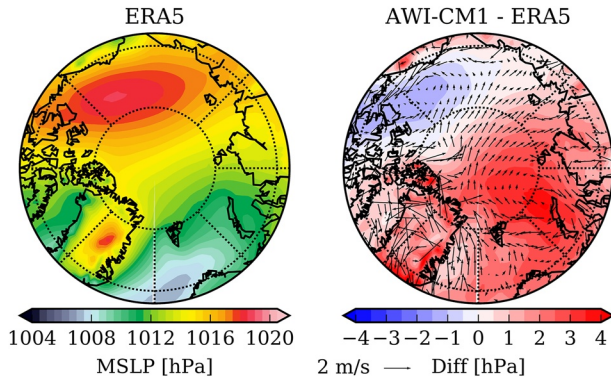 ERA5
AWI-CM1 - ERA5
1004 1008 1012 1016 1020
MSLP [hPa]
−4 −3 −2 −1 0 1 2 3 4
2 m/s → Diff [hPa]